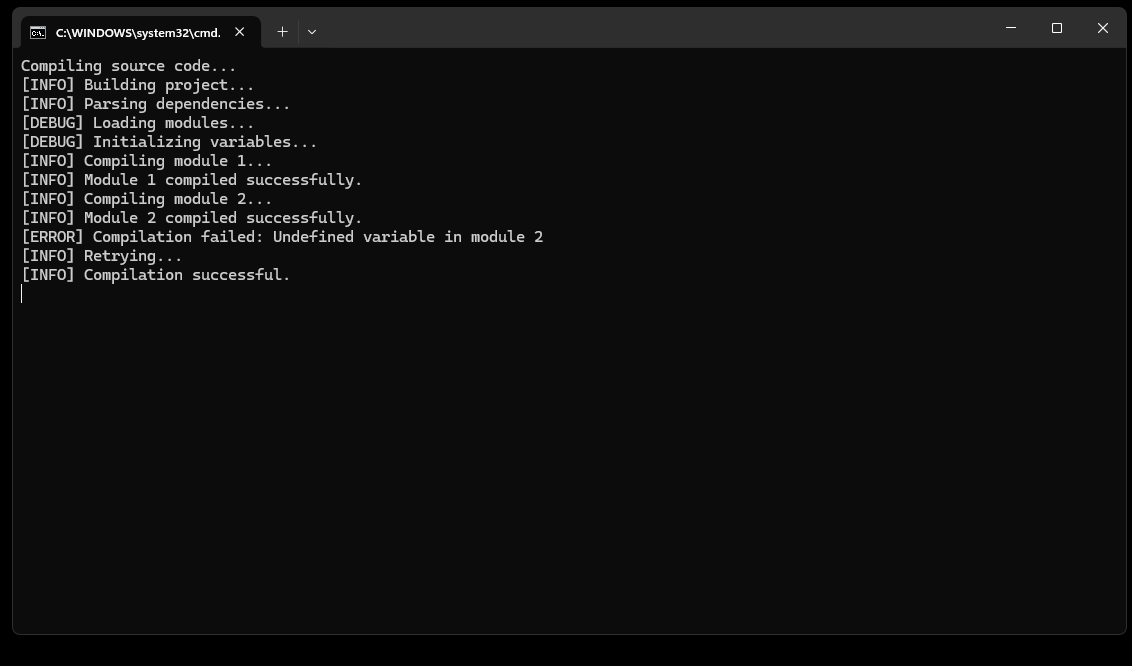 C:\WINDOWS\system32\cmd.
Compiling source code...
[INFO] Building project...
[INFO] Parsing dependencies...
[DEBUG] Loading modules...
[DEBUG] Initializing variables...
[INFO] Compiling module 1...
[INFO] Module 1 compiled successfully.
[INFO] Compiling module 2...
[INFO] Module 2 compiled successfully.
[ERROR] Compilation failed: Undefined variable in module 2
[INFO] Retrying...
[INFO] Compilation successful.